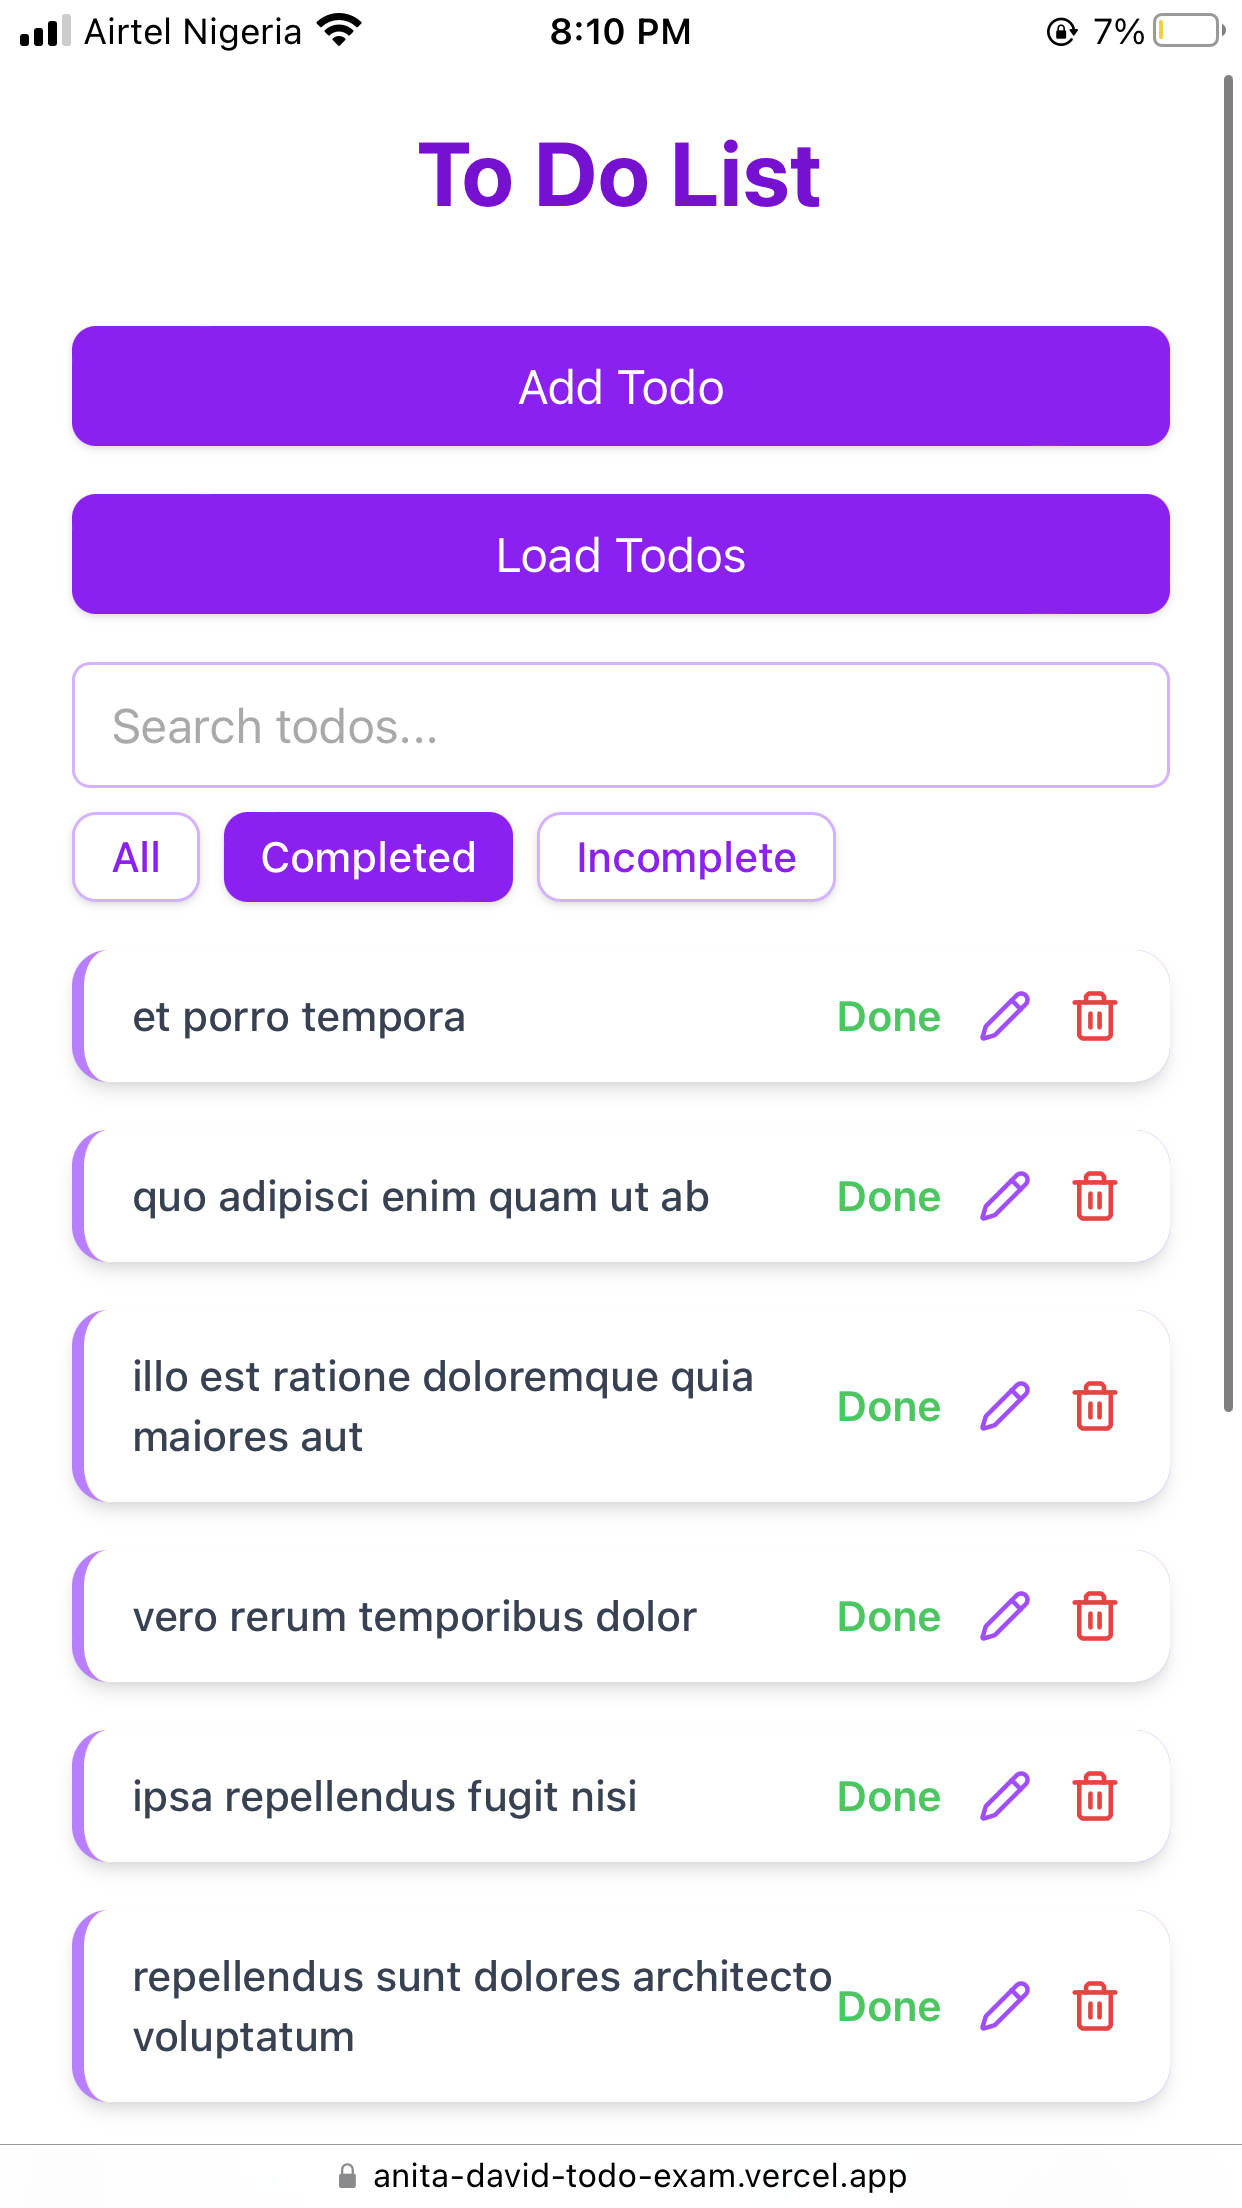 Airtel Nigeria 8:10 PM 7%
To Do List
Add Todo
Load Todos
Search todos...
All Completed Incomplete
et porro tempora Done
quo adipisci enim quam ut ab Done
illo est ratione doloremque quia
maiores aut Done
vero rerum temporibus dolor Done
ipsa repellendus fugit nisi Done
repellendus sunt dolores architecto
voluptatum Done
anita-david-todo-exam.vercel.app